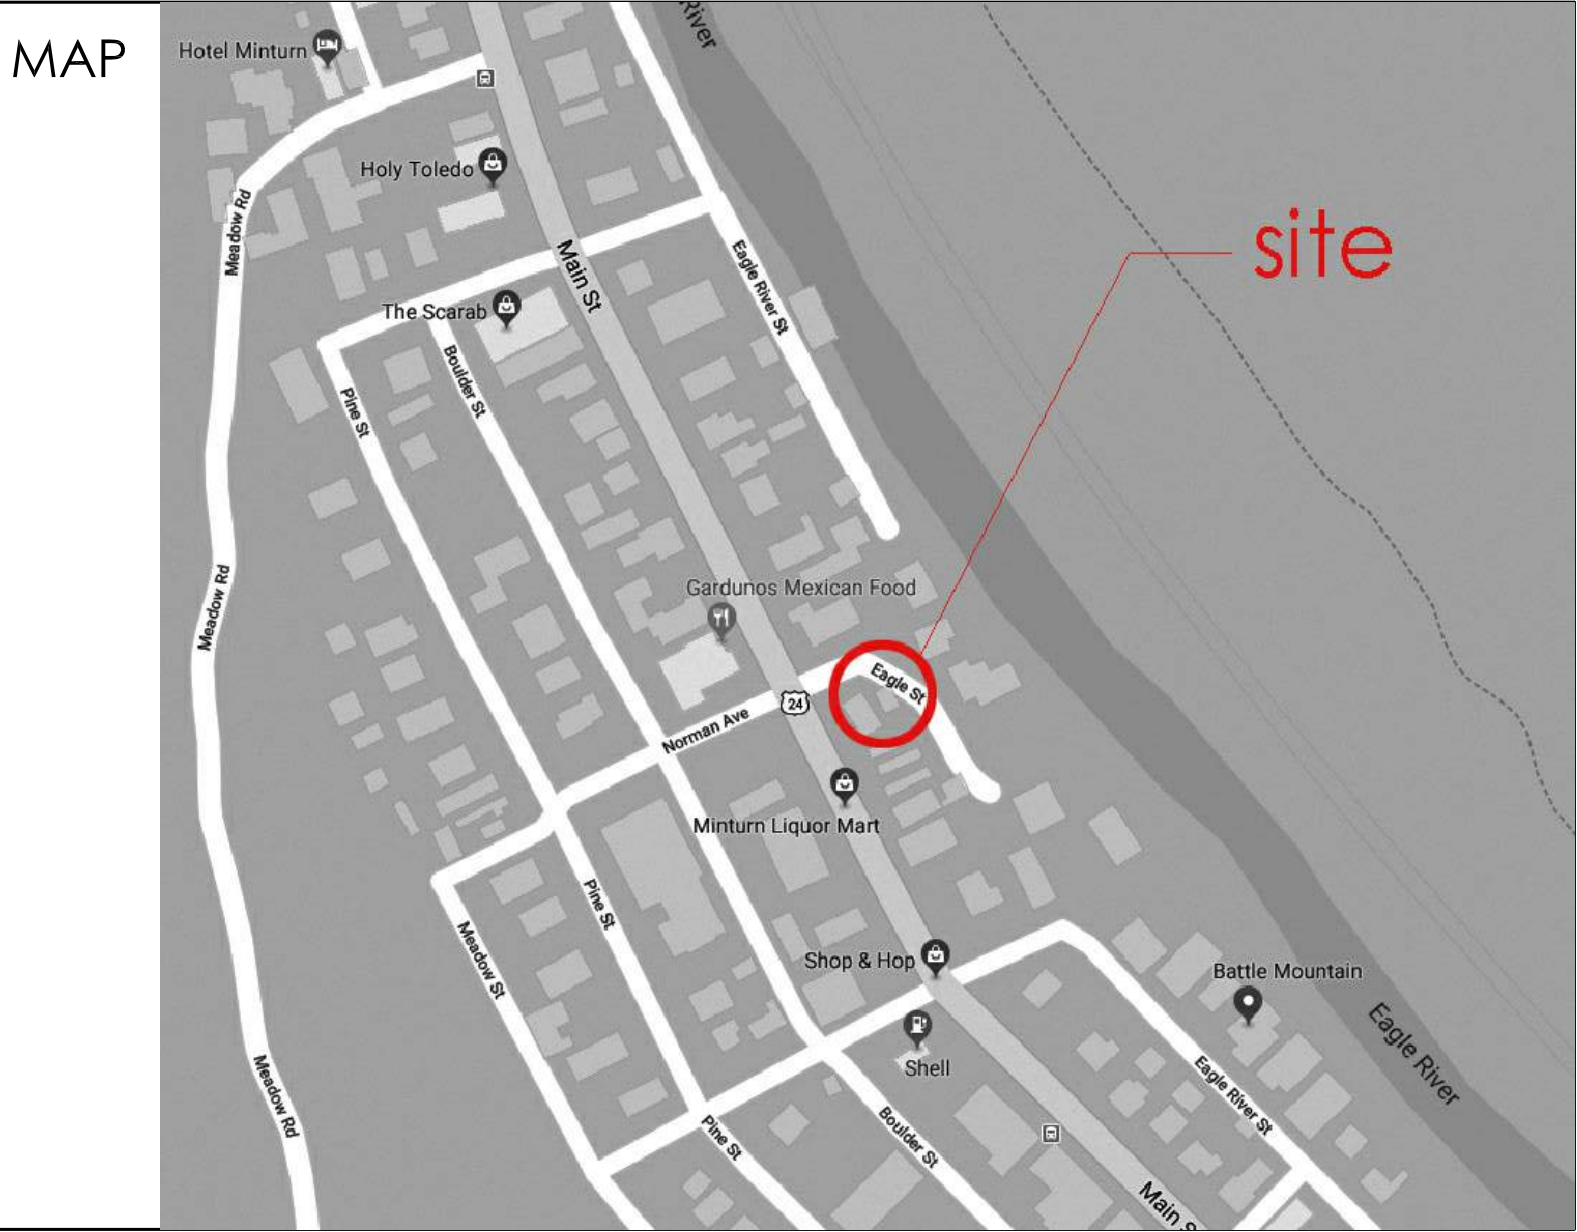 MAP
River
Hotel Minturn
Holy Toledo
Meadow Rd
site
Main St
Eagle River St
The Scarab
Boulder St
Pine St
Meadow Rd
Gardunos Mexican Food
Eagle St
24
Norman Ave
Minturn Liquor Mart
Pine St
Meadow St
Shop & Hop
Battle Mountain
Eagle River
Shell
Meadow Rd
Eagle River St
Boulder St
Pine St
Main S